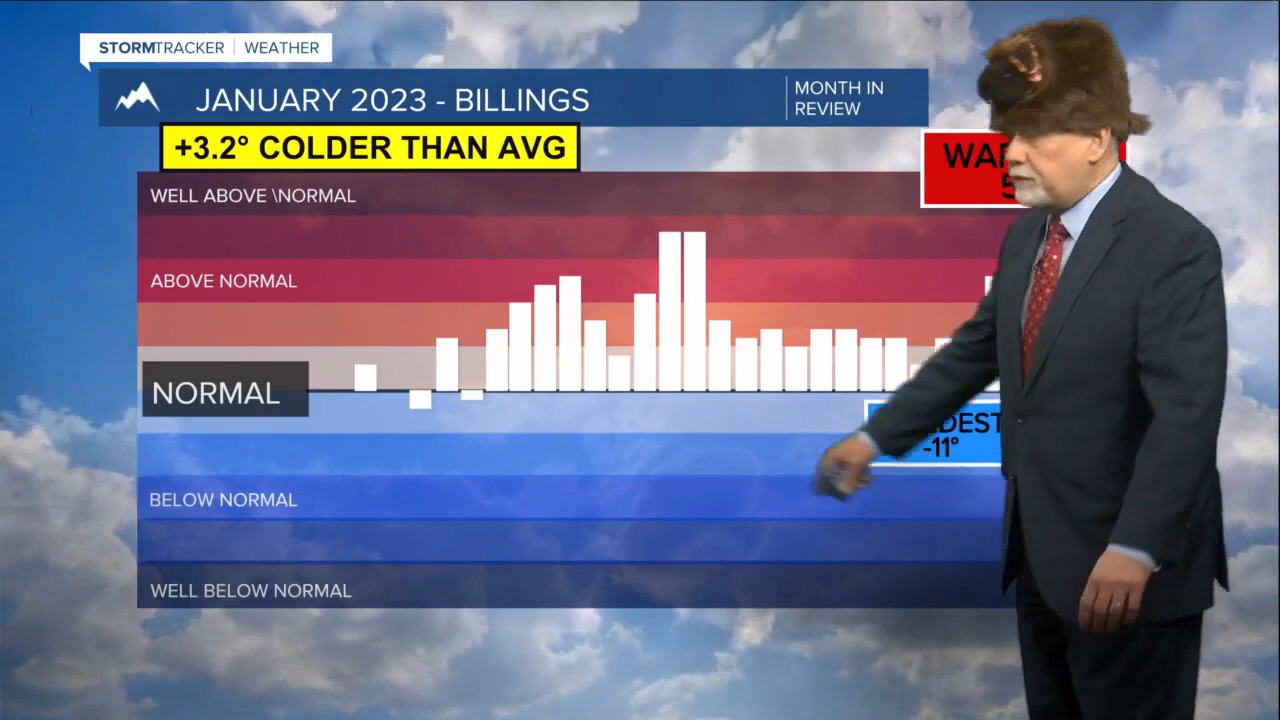 STORMTRACKER | WEATHER
JANUARY 2023 - BILLINGS
MONTH IN
REVIEW
+3.2° COLDER THAN AVG
WELL ABOVE \NORMAL
ABOVE NORMAL
NORMAL
-11°
BELOW NORMAL
WELL BELOW NORMAL